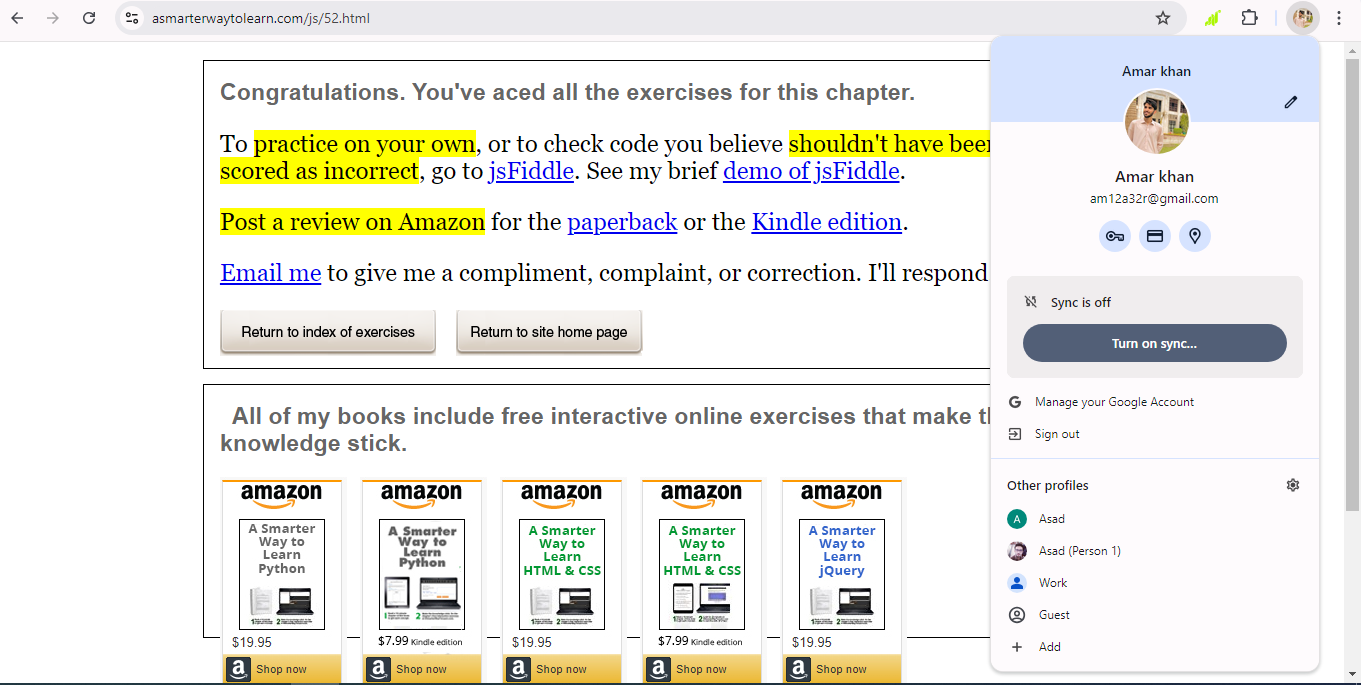 asmarterwaytolearn.com/js/52.html
Congratulations. You've aced all the exercises for this chapter.
To practice on your own, or to check code you believe shouldn't have been
scored as incorrect, go to jsFiddle. See my brief demo of jsFiddle.
Post a review on Amazon for the paperback or the Kindle edition.
Email me to give me a compliment, complaint, or correction. I'll respond
Return to index of exercises
Return to site home page
All of my books include free interactive online exercises that make th
knowledge stick.
amazon
A Smarter
Way to
Learn
Python
$19.95
Shop now
amazon
A Smarter
Way to
Learn
Python
$7.99 Kindle edition
Shop now
amazon
A Smarter
Way to
Learn
HTML & CSS
$19.95
Shop now
amazon
A Smarter
Way to
Learn
HTML & CSS
$7.99 Kindle edition
Shop now
amazon
A Smarter
Way to
Learn
jQuery
$19.95
Shop now
Amar khan
Amar khan
am12a32r@gmail.com
Sync is off
Turn on sync...
Manage your Google Account
Sign out
Other profiles
A Asad
Asad (Person 1)
Work
Guest
Add